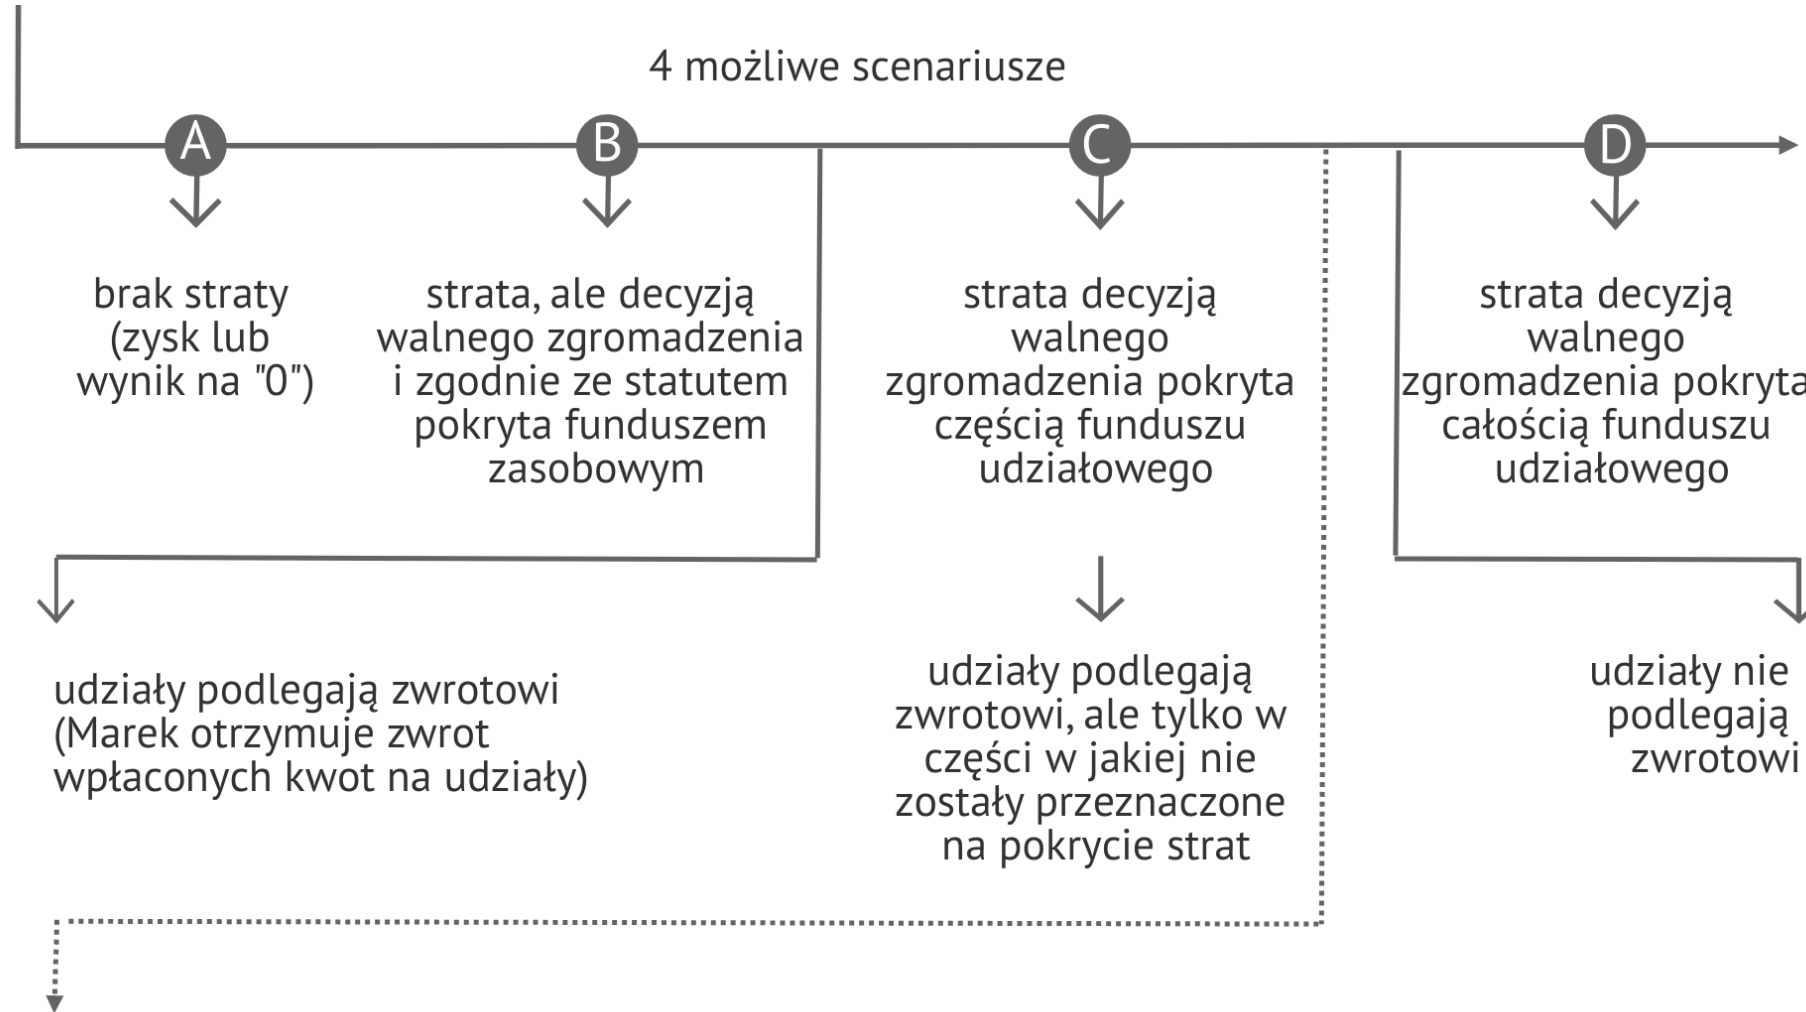 4 możliwe scenariusze
A
B
C
D
brak straty
(zysk lub
wynik na "0")
strata, ale decyzją
walnego zgromadzenia
i zgodnie ze statutem
pokryta funduszem
zasobowym
strata decyzją
walnego
zgromadzenia pokryta
częścią funduszu
udziałowego
strata decyzją
walnego
zgromadzenia pokryta
całością funduszu
udziałowego
udziały podlegają zwrotowi
(Marek otrzymuje zwrot
wpłaconych kwot na udziały)
udziały podlegają
zwrotowi, ale tylko w
części w jakiej nie
zostały przeznaczone
na pokrycie strat
udziały nie
podlegają
zwrotowi